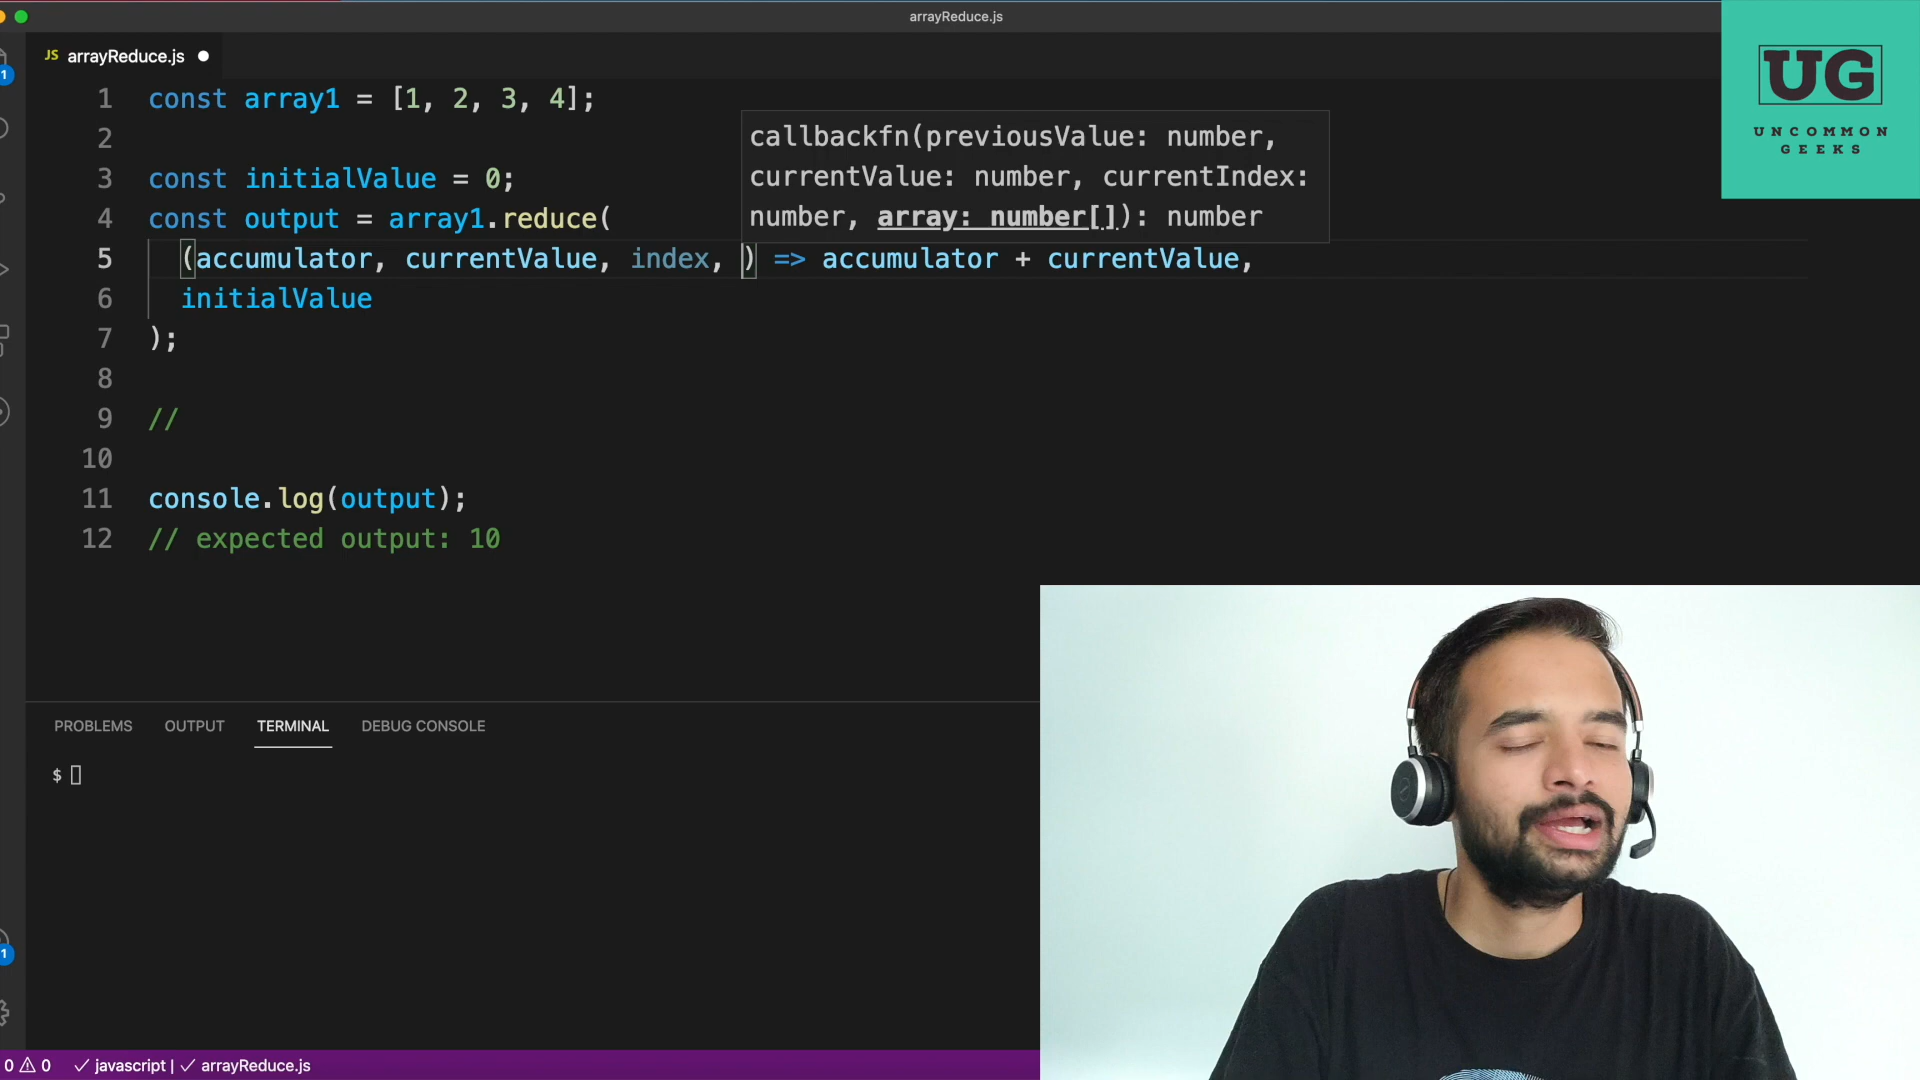 arrayReduce.js
JS arrayReduce.js
UG
UNCOMMON
GEEKS
1
1 const array1 = [1, 2, 3, 4];
2
3 const initialValue = 0;
4 const output = array1.reduce(
callbackfn(previousValue: number,
currentValue: number, currentIndex:
number, array: number[]): number
5 (accumulator, currentValue, index, ) => accumulator + currentValue,
6 initialValue
7 );
8
9 //
10
11 console.log(output);
12 // expected output: 10
PROBLEMS OUTPUT TERMINAL DEBUG CONSOLE
$
1
0 0 javascript | arrayReduce.js